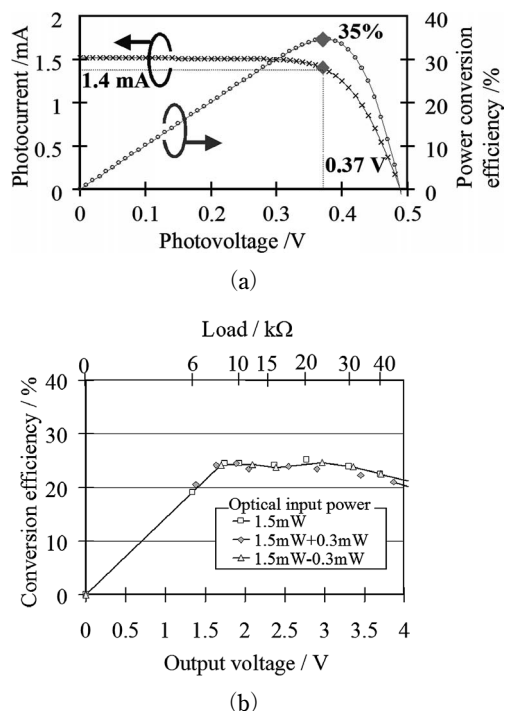 Photocurrent /mA
2
1.5
1
0.5
0
1.4 mA
35%
0.37 V
40
30
20
10
0
Power conversion
efficiency /%
0 0.1 0.2 0.3 0.4 0.5
Photovoltage /V
(a)
Load / kΩ
0 6 10 15 20 30 40
Conversion efficiency / %
40
30
20
10
0
Optical input power
1.5mW
1.5mW+0.3mW
1.5mW-0.3mW
0 0.5 1 1.5 2 2.5 3 3.5 4
Output voltage / V
(b)